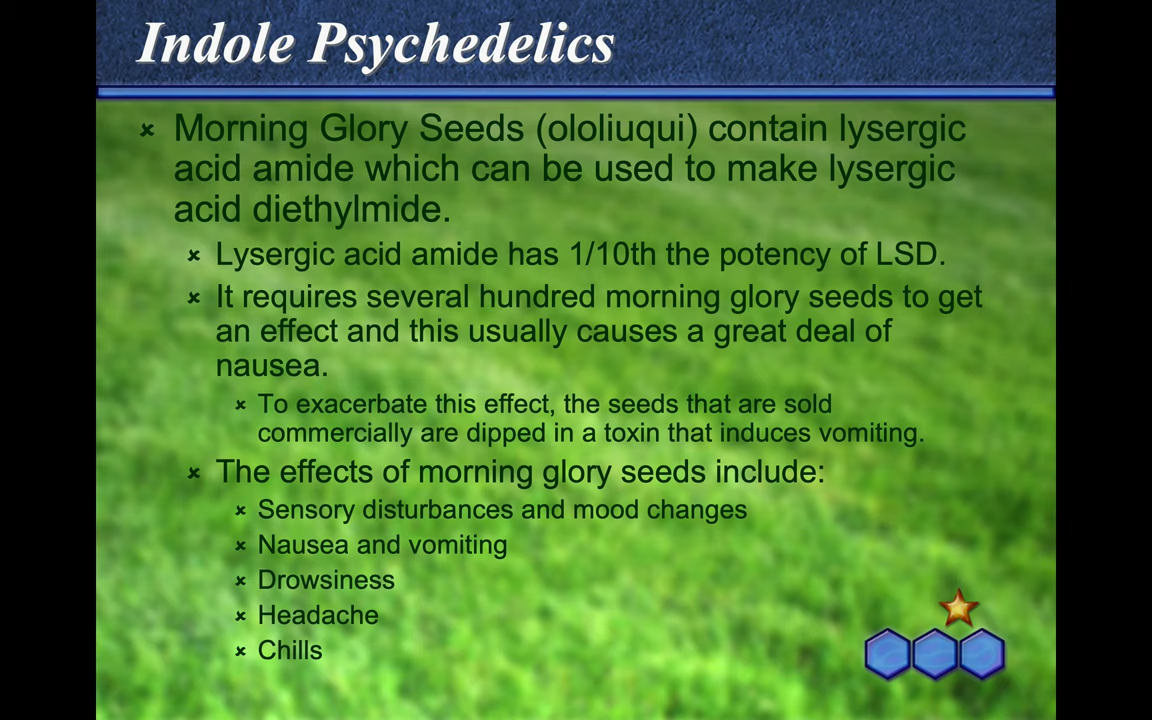 Indole Psychedelics
Morning Glory Seeds (ololiuqui) contain lysergic
acid amide which can be used to make lysergic
acid diethylmide.
Lysergic acid amide has 1/10th the potency of LSD.
It requires several hundred morning glory seeds to get
an effect and this usually causes a great deal of
nausea.
To exacerbate this effect, the seeds that are sold
commercially are dipped in a toxin that induces vomiting.
The effects of morning glory seeds include:
Sensory disturbances and mood changes
Nausea and vomiting
Drowsiness
Headache
Chills